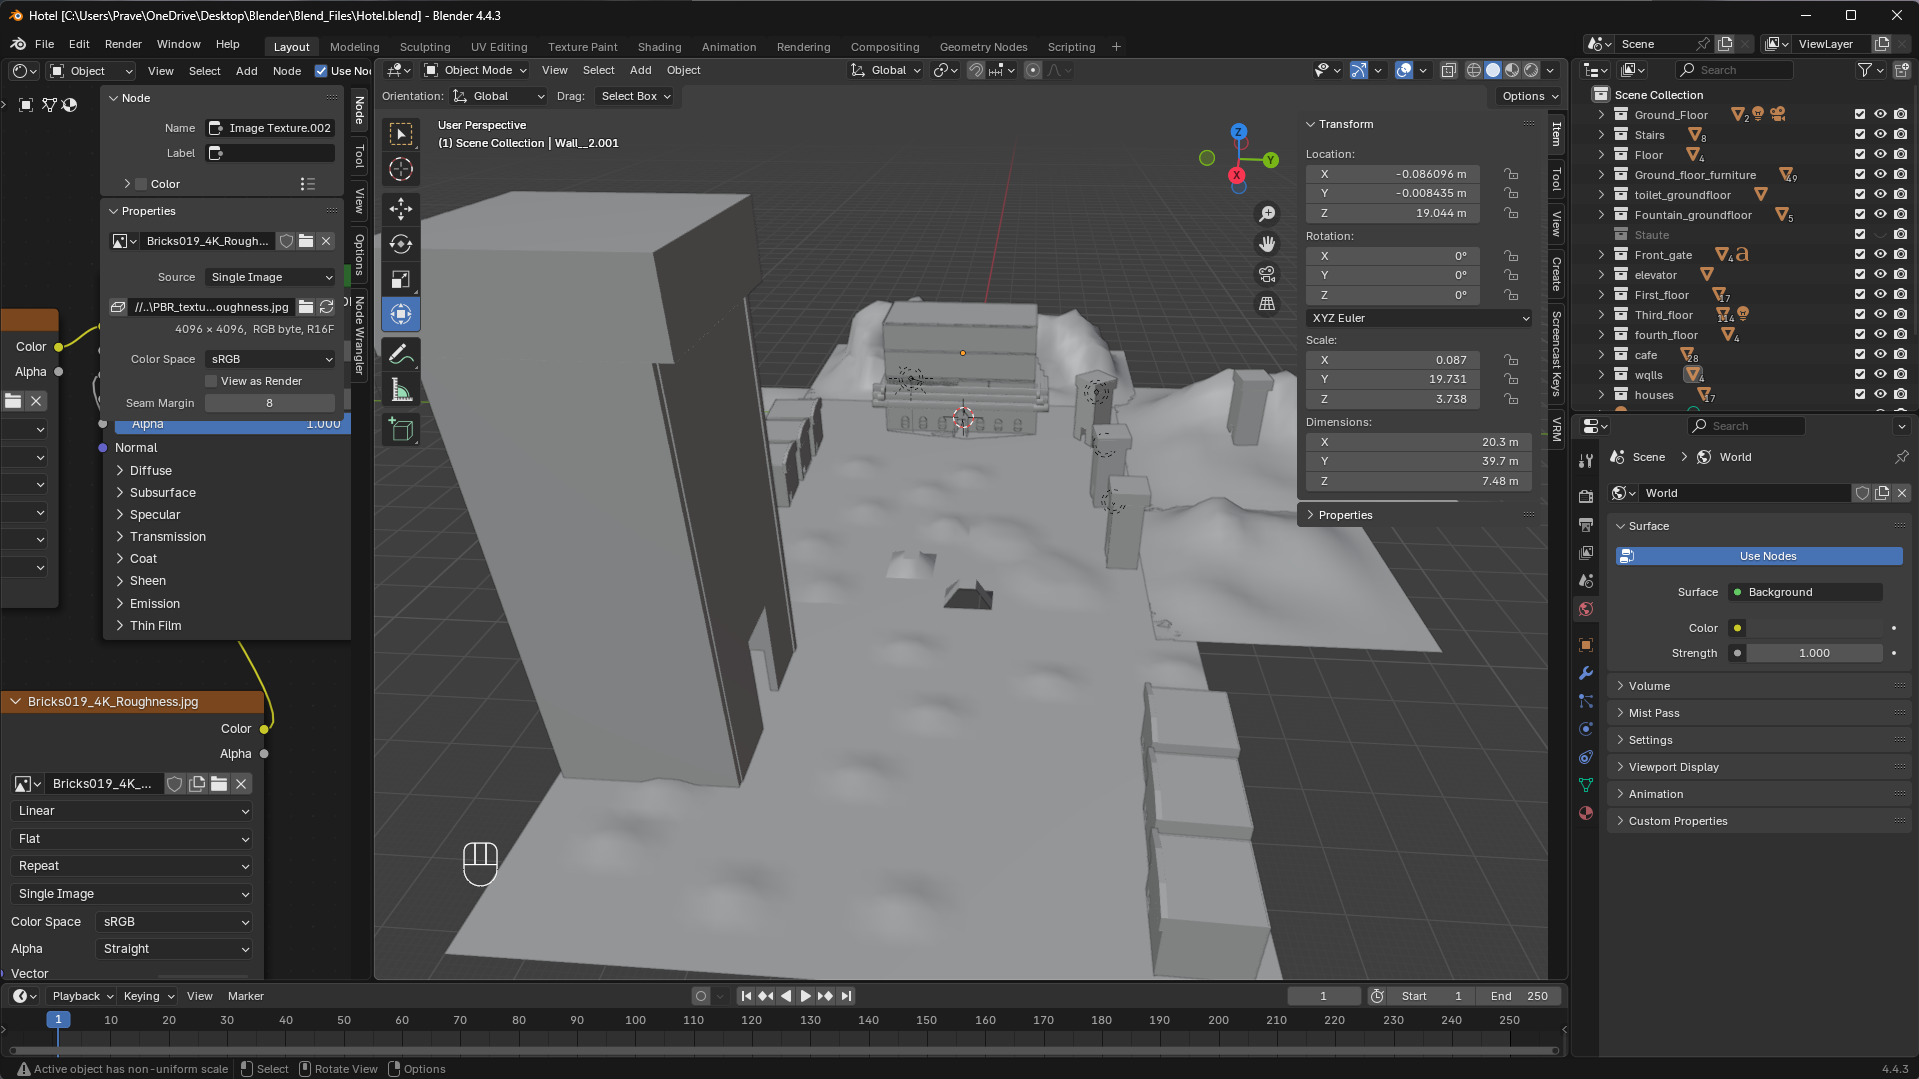 Hotel [C:\Users\Prave\OneDrive\Desktop\Blender\Blend_Files\Hotel.blend] - Blender 4.4.3
File Edit Render Window Help
Layout Modeling Sculpting UV Editing Texture Paint Shading Animation Rendering Compositing Geometry Nodes Scripting +
Scene
ViewLayer
Object View Select Add Node Use No
Object Mode View Select Add Object
Global
Search
Orientation: Global Drag: Select Box
Options
Node
Name Image Texture.002
Label
Color
Properties
Bricks019_4K_Rough...
Source Single Image
//..\PBR_textu...oughness.jpg
4096 × 4096, RGB byte, R16F
Color Space sRGB
View as Render
Seam Margin 8
Alpha 1.000
Normal
Diffuse
Subsurface
Specular
Transmission
Coat
Sheen
Emission
Thin Film
Node
Tool
View
Options
Node Wrangler
Color
Alpha
Bricks019_4K_Roughness.jpg
Color
Alpha
Bricks019_4K_...
Linear
Flat
Repeat
Single Image
Color Space sRGB
Alpha Straight
Vector
User Perspective
(1) Scene Collection | Wall__2.001
Z
Y
X
Transform
Location:
X -0.086096 m
Y -0.008435 m
Z 19.044 m
Rotation:
X 0°
Y 0°
Z 0°
XYZ Euler
Scale:
X 0.087
Y 19.731
Z 3.738
Dimensions:
X 20.3 m
Y 39.7 m
Z 7.48 m
Properties
Item
Tool
View
Create
Screencast Keys
VRM
Scene Collection
Ground_Floor 2
Stairs 8
Floor 4
Ground_floor_furniture 49
toilet_groundfloor
Fountain_groundfloor 5
Staute
Front_gate 4
elevator
First_floor 17
Third_floor 114
fourth_floor 4
cafe 28
wqlls 4
houses 17
Search
Scene > World
World
Surface
Use Nodes
Surface Background
Color
Strength 1.000
Volume
Mist Pass
Settings
Viewport Display
Animation
Custom Properties
Playback Keying View Marker
1
Start 1
End 250
1 10 20 30 40 50 60 70 80 90 100 110 120 130 140 150 160 170 180 190 200 210 220 230 240 250
Active object has non-uniform scale Select Rotate View Options
4.4.3